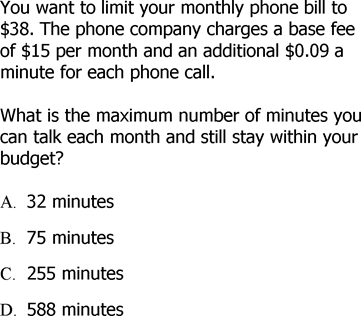 You want to limit your monthly phone bill to
$38. The phone company charges a base fee
of $15 per month and an additional $0.09 a
minute for each phone call.
What is the maximum number of minutes you
can talk each month and still stay within your
budget?
A. 32 minutes
B. 75 minutes
C. 255 minutes
D. 588 minutes